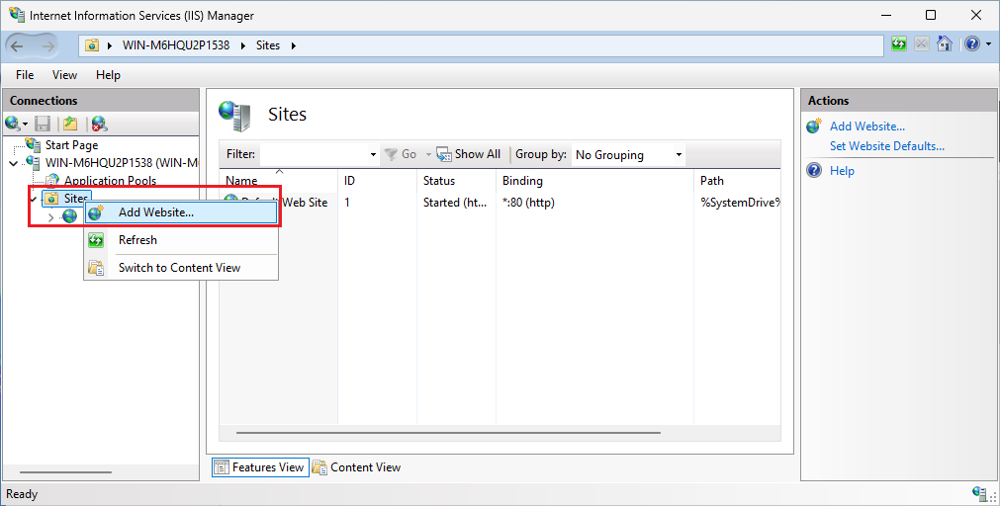 Internet Information Services (IIS) Manager
WIN-M6HQU2P1538 Sites
File View Help
Connections
Start Page
WIN-M6HQU2P1538 (WIN-M
Application Pools
Sites
Add Website...
Refresh
Switch to Content View
Sites
Filter: Go Show All Group by: No Grouping
Name ID Status Binding Path
Default Web Site 1 Started (ht... *:80 (http) %SystemDrive%
Features View Content View
Actions
Add Website...
Set Website Defaults...
Help
Ready